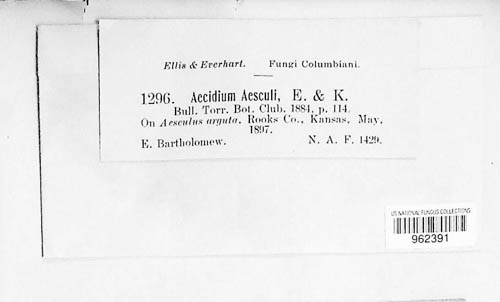 Ellis & Everhart. Fungi Columbiani.
1296. Aecidium Aesculi, E. & K.
Bull. Torr. Bot. Club. 1884, p. 114.
On Aesculus arguta. Rooks Co., Kansas, May, 1897.
E. Bartholomew. N. A. F. 1429.
US NATIONAL FUNGUS COLLECTIONS
962391